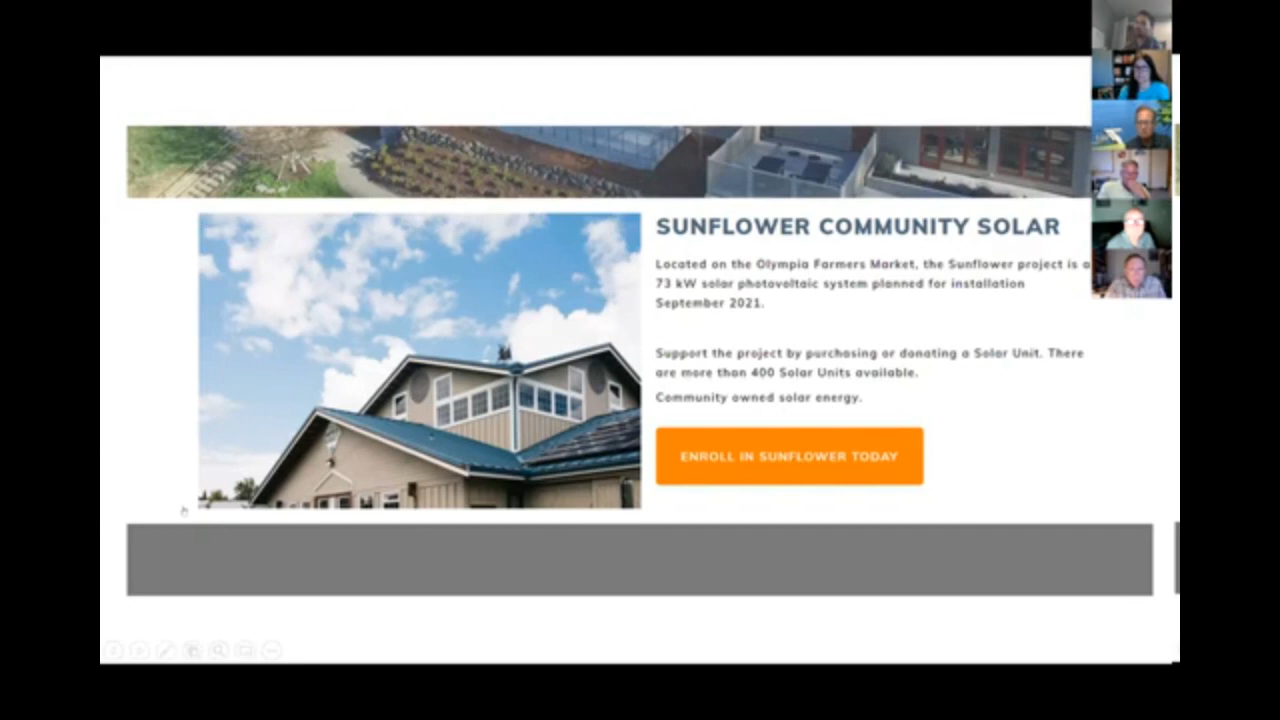 SUNFLOWER COMMUNITY SOLAR
Located on the Olympia Farmers Market, the Sunflower project is a
73 kW solar photovoltaic system planned for installation
September 2021.
Support the project by purchasing or donating a Solar Unit. There
are more than 400 Solar Units available.
Community owned solar energy.
ENROLL IN SUNFLOWER TODAY